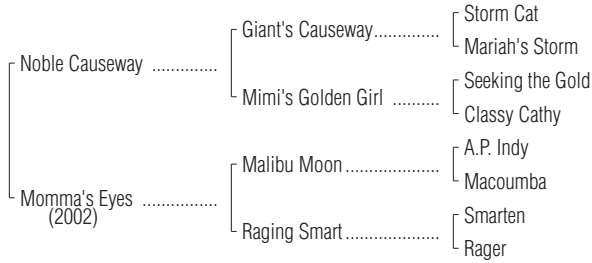 Storm Cat
Giant's Causeway..............
Mariah's Storm
Noble Causeway ..............
Seeking the Gold
Mimi's Golden Girl ..........
Classy Cathy
A.P. Indy
Malibu Moon....................
Macoumba
Momma's Eyes ................
(2002)
Smarten
Raging Smart....................
Rager